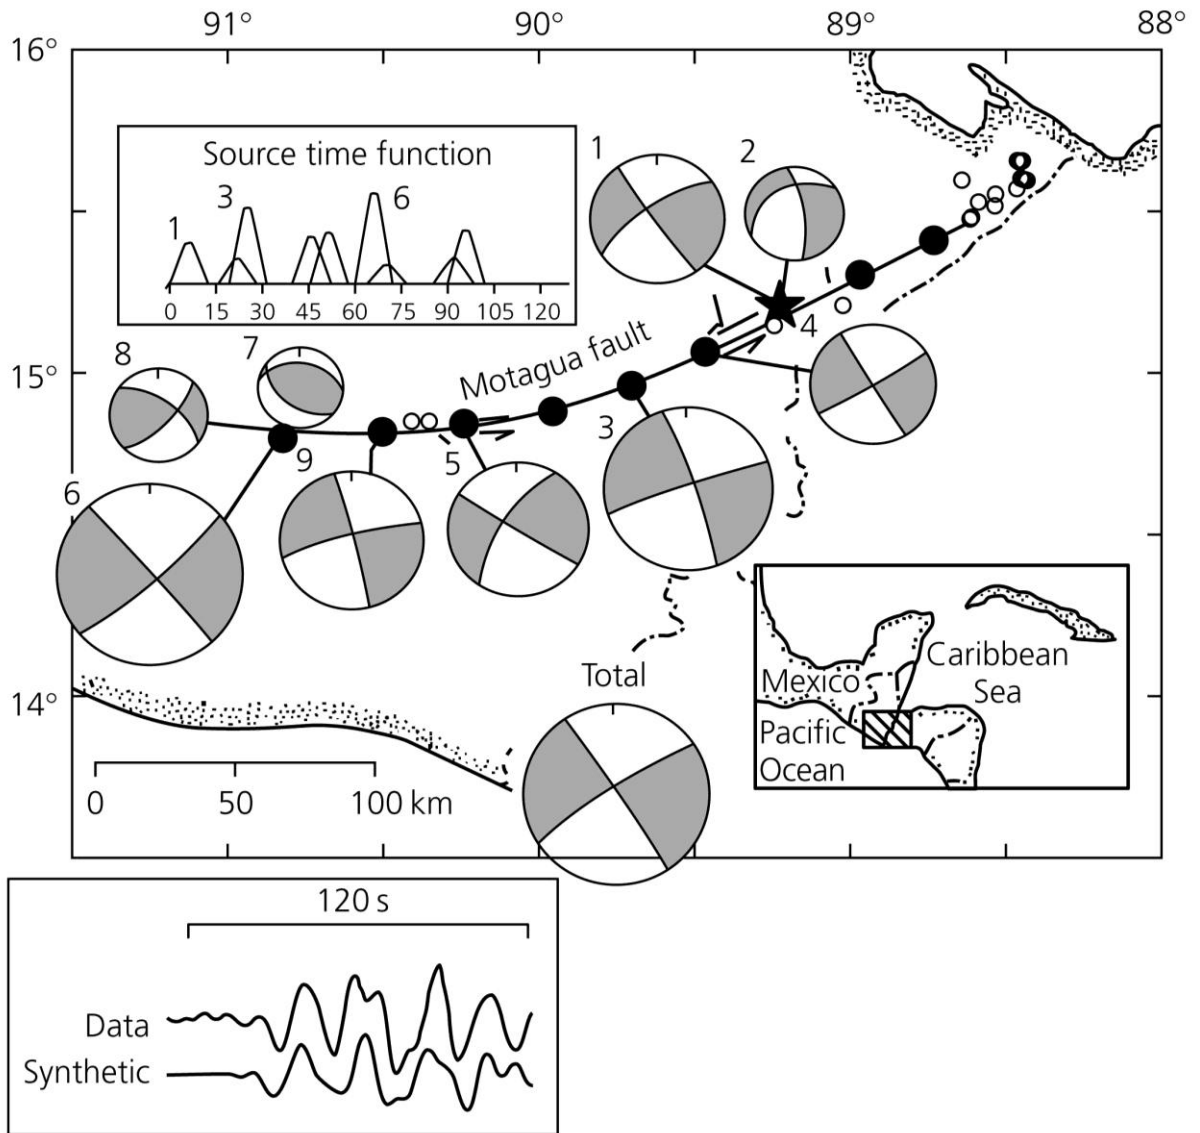 91°
90°
89°
88°
16°
15°
14°
Source time function
1
3
6
0 15 30 45 60 75 90 105 120
1
2
4
Motagua fault
8
7
9
5
3
6
Total
0 50 100 km
Mexico
Caribbean
Sea
Pacific
Ocean
120 s
Data
Synthetic